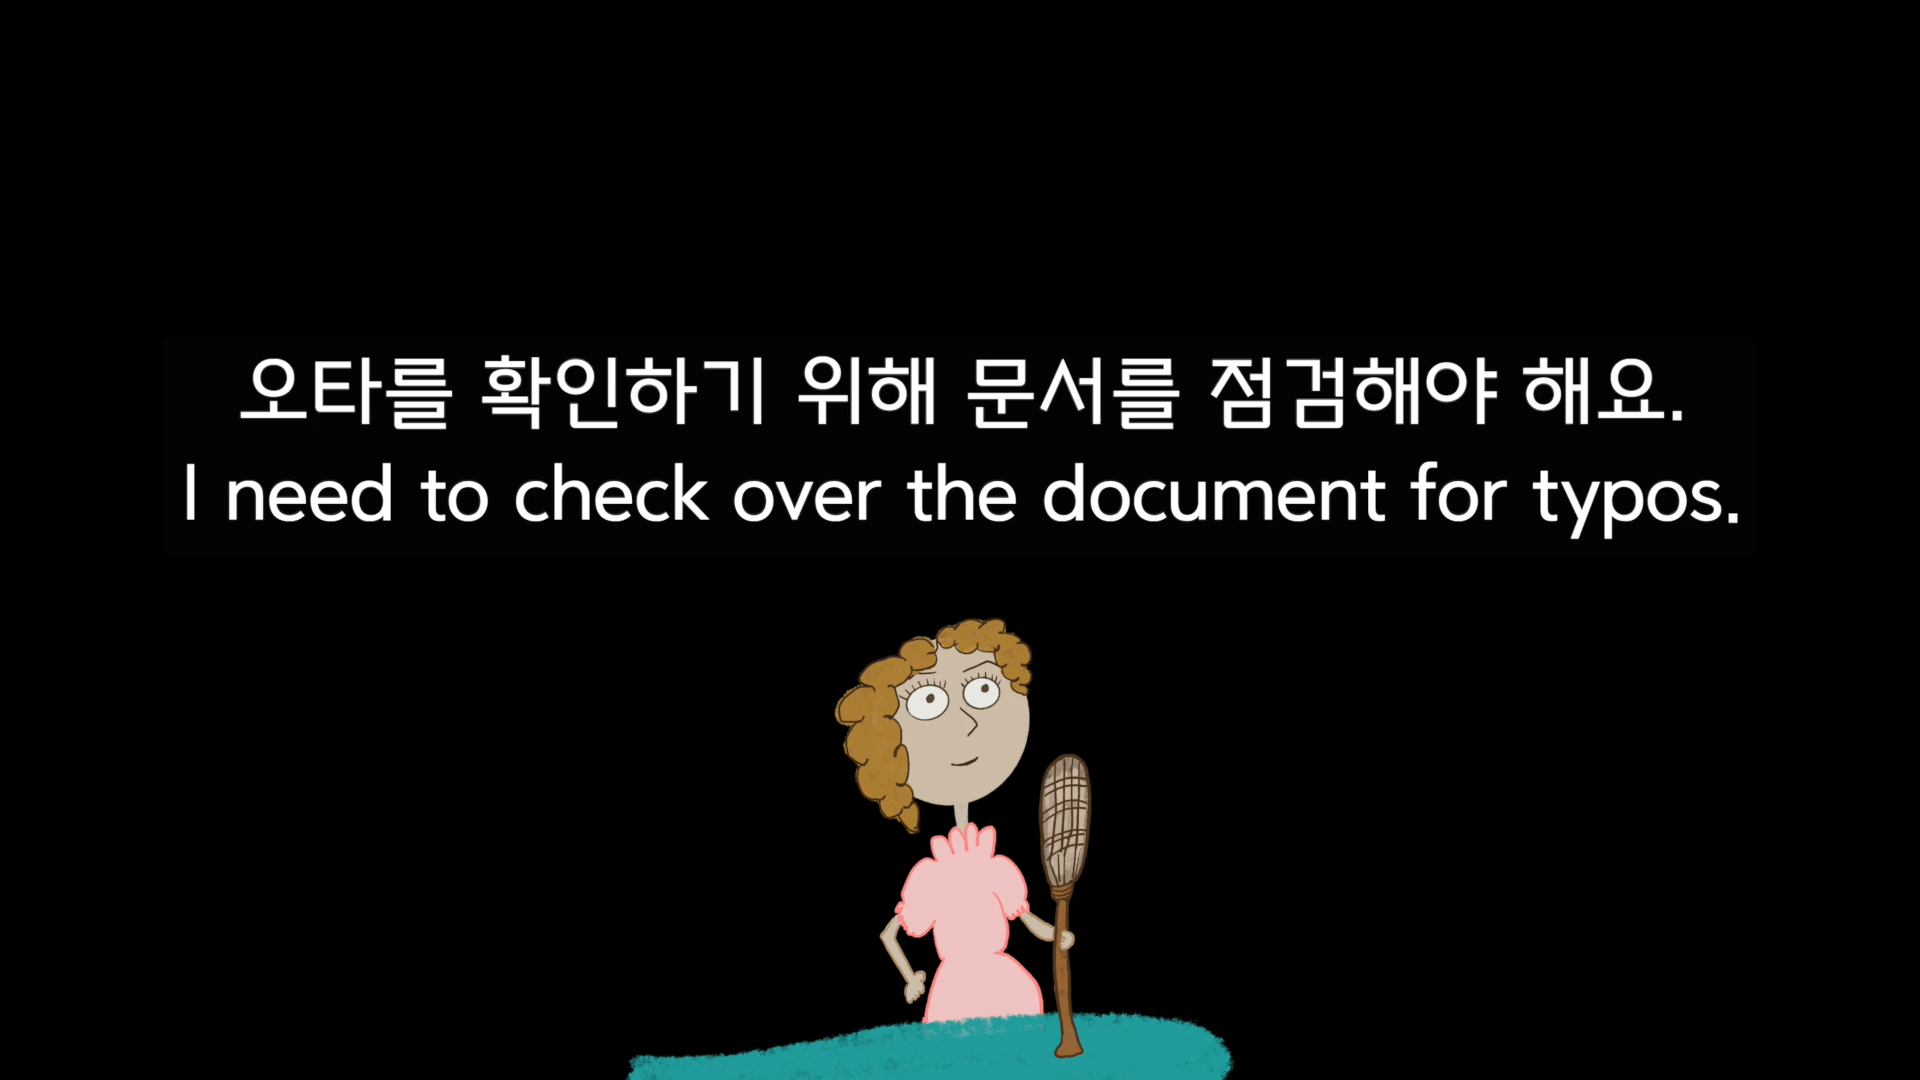 오타를 확인하기 위해 문서를 점검해야 해요.
I need to check over the document for typos.